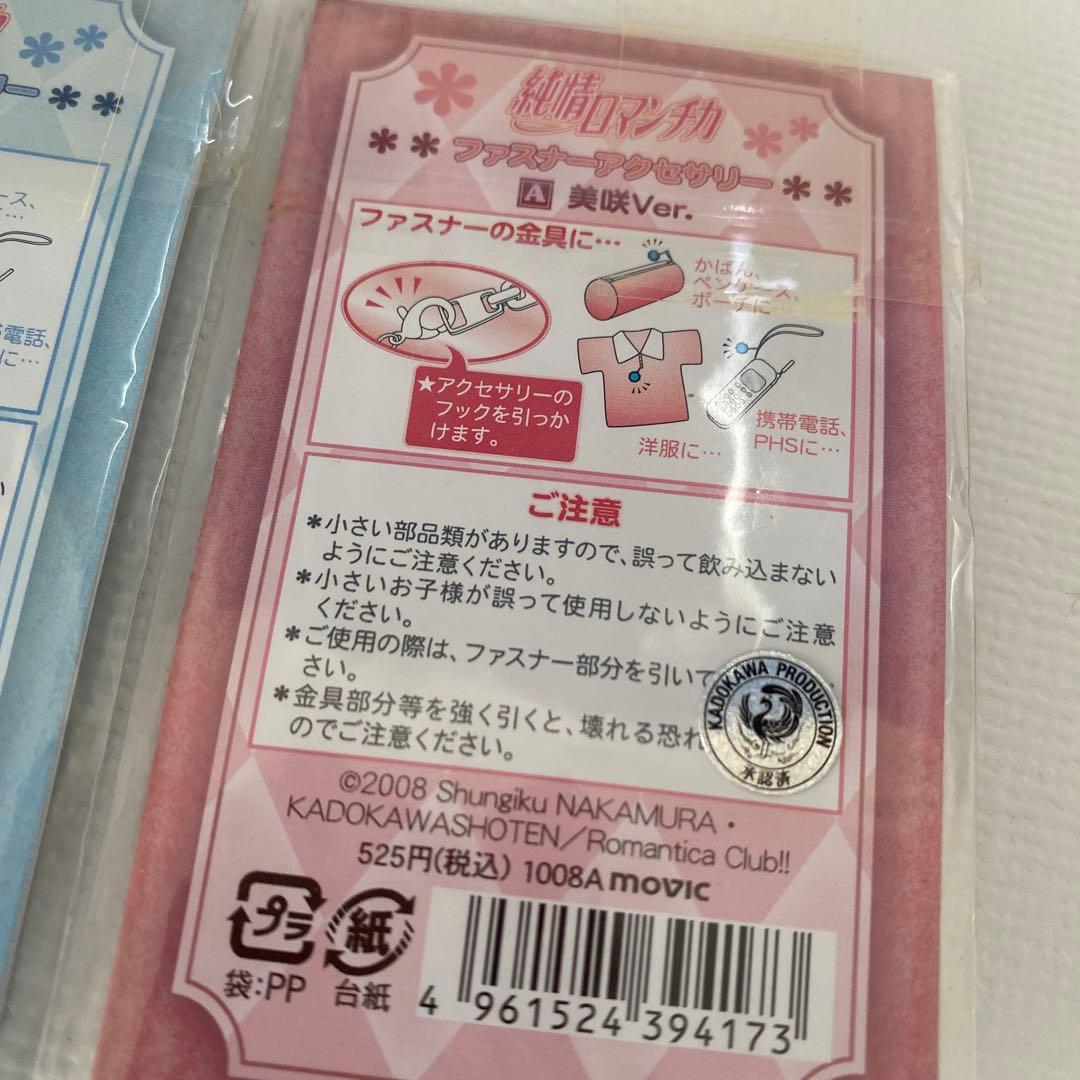 純情ロマンチカ
ファスナーアクセサリー
A 美咲Ver.
ファスナーの金具に…
かばん、
ペンケース、
ポーチに…
★アクセサリーの
フックを引っか
けます。
洋服に…
携帯電話、
PHSに…
ご注意
*小さい部品類がありますので、誤って飲み込まない
ようにご注意ください。
*小さいお子様が誤って使用しないようにご注意
ください。
*ご使用の際は、ファスナー部分を引いて
さい。
*金具部分等を強く引くと、壊れる恐れ
のでご注意ください。
KADOKAWA PRODUCTION
承認済
©2008 Shungiku NAKAMURA・
KADOKAWASHOTEN/Romantica Club!!
525円(税込) 1008A movic
プラ
紙
袋:PP 台紙
4 961524 394173
カ
リー
ース、
…
帯電話、
に…
い